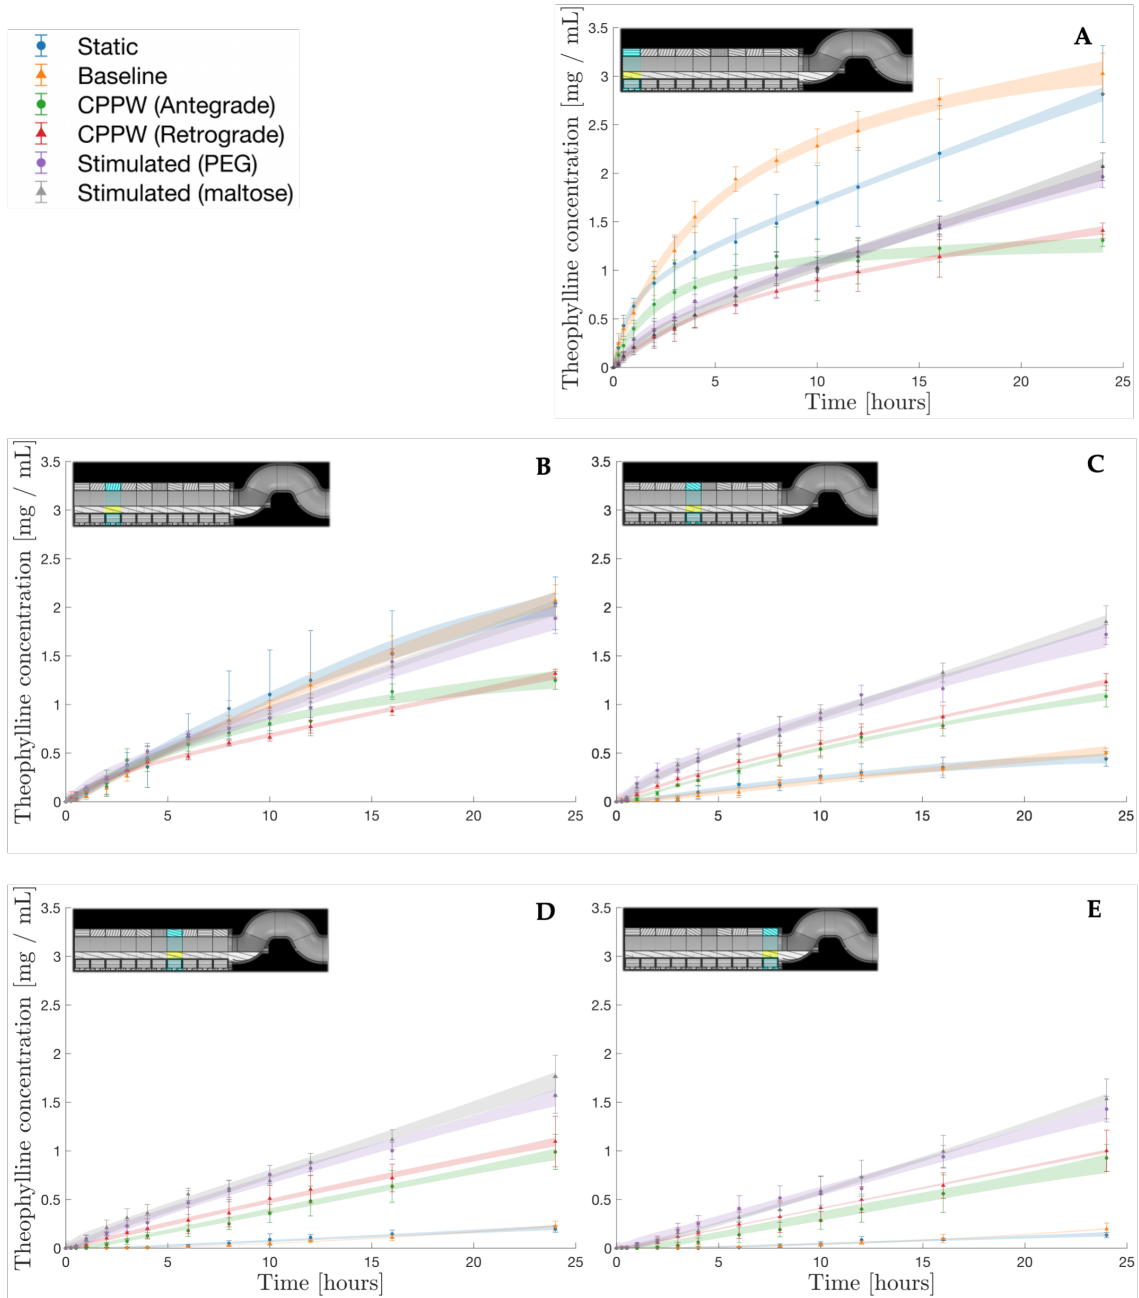 Static
Baseline
CPPW (Antegrade)
CPPW (Retrograde)
Stimulated (PEG)
Stimulated (maltose)
A
Theophylline concentration [mg / mL]
3.5
3
2.5
2
1.5
1
0.5
0
0 5 10 15 20 25
Time [hours]
B
Theophylline concentration [mg / mL]
3.5
3
2.5
2
1.5
1
0.5
0
0 5 10 15 20 25
C
3.5
3
2.5
2
1.5
1
0.5
0
0 5 10 15 20 25
D
Theophylline concentration [mg / mL]
3.5
3
2.5
2
1.5
1
0.5
0
0 5 10 15 20 25
Time [hours]
E
3.5
3
2.5
2
1.5
1
0.5
0
0 5 10 15 20 25
Time [hours]